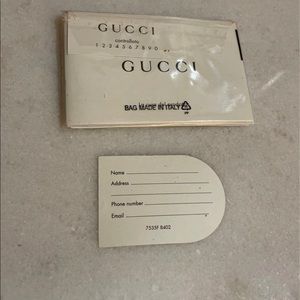 GUCCI
controllato
1 2 3 4 5 6 7 8 9 0
GUCCI
BAG MADE IN ITALY
PP
Name
Address
Phone number
Email
7535F 8402